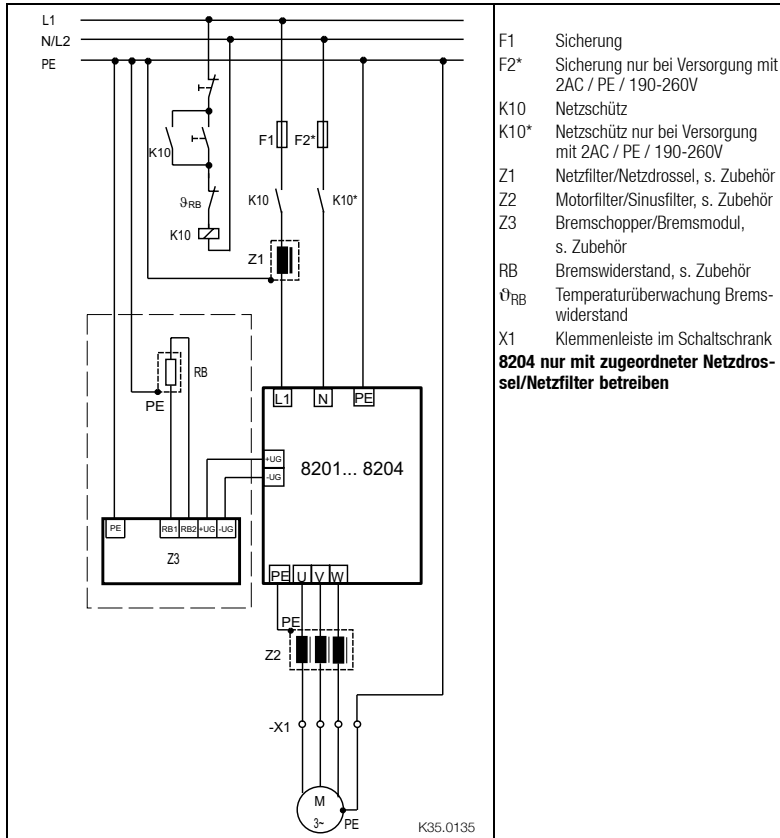 L1
N/L2
PE
K10
ϑRB
K10
F1
F2*
K10
K10*
Z1
RB
PE
L1 N PE
+UG
-UG
8201... 8204
PE RB1 RB2 +UG -UG
Z3
PE U V W
PE
Z2
-X1
M
3~
PE
K35.0135
F1 Sicherung
F2* Sicherung nur bei Versorgung mit
2AC / PE / 190-260V
K10 Netzschütz
K10* Netzschütz nur bei Versorgung
mit 2AC / PE / 190-260V
Z1 Netzfilter/Netzdrossel, s. Zubehör
Z2 Motorfilter/Sinusfilter, s. Zubehör
Z3 Bremschopper/Bremsmodul,
s. Zubehör
RB Bremswiderstand, s. Zubehör
ϑRB Temperaturüberwachung Brems-
widerstand
X1 Klemmenleiste im Schaltschrank
8204 nur mit zugeordneter Netzdros-
sel/Netzfilter betreiben